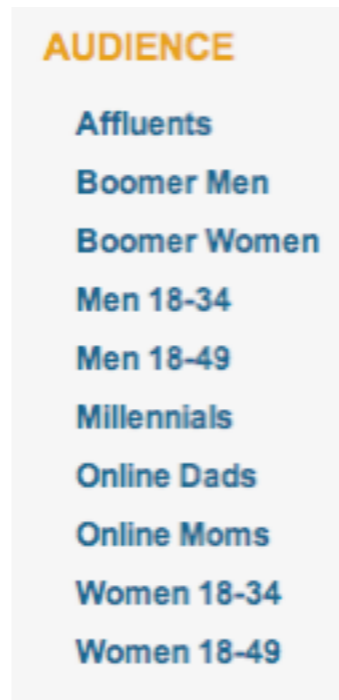 AUDIENCE
Affluents
Boomer Men
Boomer Women
Men 18-34
Men 18-49
Millennials
Online Dads
Online Moms
Women 18-34
Women 18-49